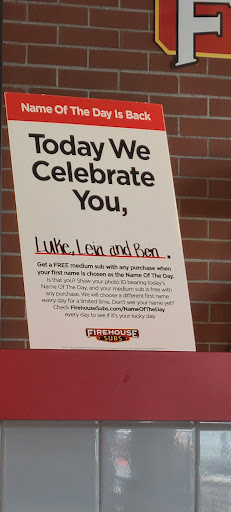 F
Name Of The Day Is Back
Today We
Celebrate
You,
Luke, Leia and Ben.
Get a FREE medium sub with any purchase when
your first name is chosen as the Name Of The Day.
Is that you? Show your photo ID bearing today's
Name Of The Day, and your medium sub is free with
any purchase. We will choose a different first name
every day for a limited time. Don't see your name yet?
Check FirehouseSubs.com/NameOfTheDay
every day to see if it's your lucky day.
FIREHOUSE
SUBS